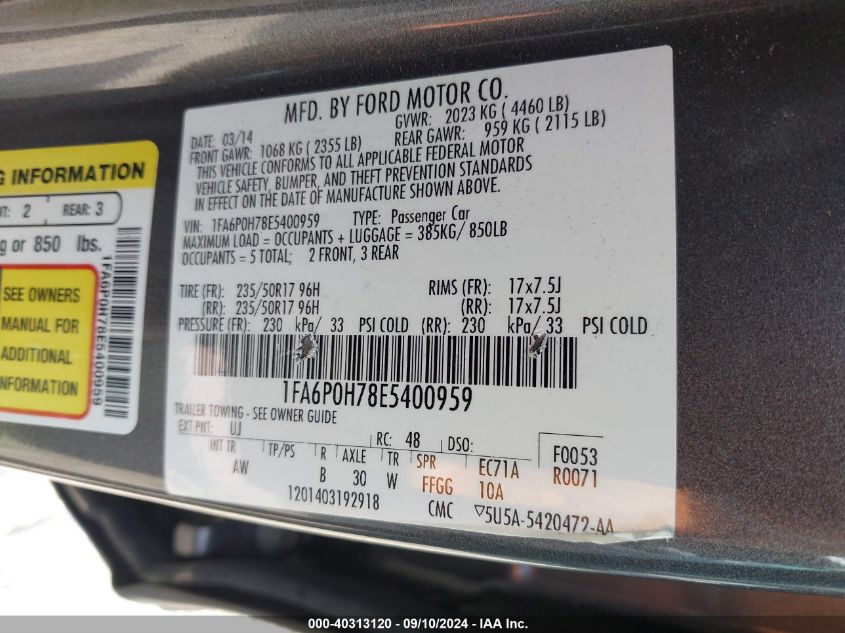 MFD. BY FORD MOTOR CO.
DATE: 03/14 GVWR: 2023 KG ( 4460 LB)
FRONT GAWR: 1068 KG ( 2355 LB) REAR GAWR: 959 KG ( 2115 LB)
THIS VEHICLE CONFORMS TO ALL APPLICABLE FEDERAL MOTOR
VEHICLE SAFETY, BUMPER, AND THEFT PREVENTION STANDARDS
IN EFFECT ON THE DATE OF MANUFACTURE SHOWN ABOVE.
VIN: 1FA6P0H78E5400959 TYPE: Passenger Car
MAXIMUM LOAD = OCCUPANTS + LUGGAGE = 385KG/ 850LB
OCCUPANTS = 5 TOTAL; 2 FRONT, 3 REAR
TIRE (FR): 235/50R17 96H RIMS (FR): 17x7.5J
(RR): 235/50R17 96H (RR): 17x7.5J
PRESSURE (FR): 230 kPa/ 33 PSI COLD (RR): 230 kPa/ 33 PSI COLD
1FA6P0H78E5400959
TRAILER TOWING - SEE OWNER GUIDE
EXT PNT: UJ RC: 48 DSO: F0053
INT TR TP/PS R AXLE TR SPR EC71A R0071
AW B 30 W FFGG 10A
1201403192918 CMC ▽5U5A-5420472-AA
G INFORMATION
NT: 2 REAR: 3
g or 850 lbs.
SEE OWNERS
MANUAL FOR
ADDITIONAL
INFORMATION
1FA6P0H78E5400959
000-40313120 - 09/10/2024 - IAA Inc.